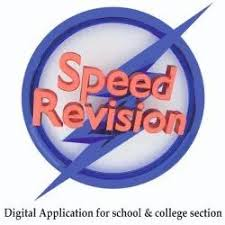 Speed
Revision
Digital Application for school & college section